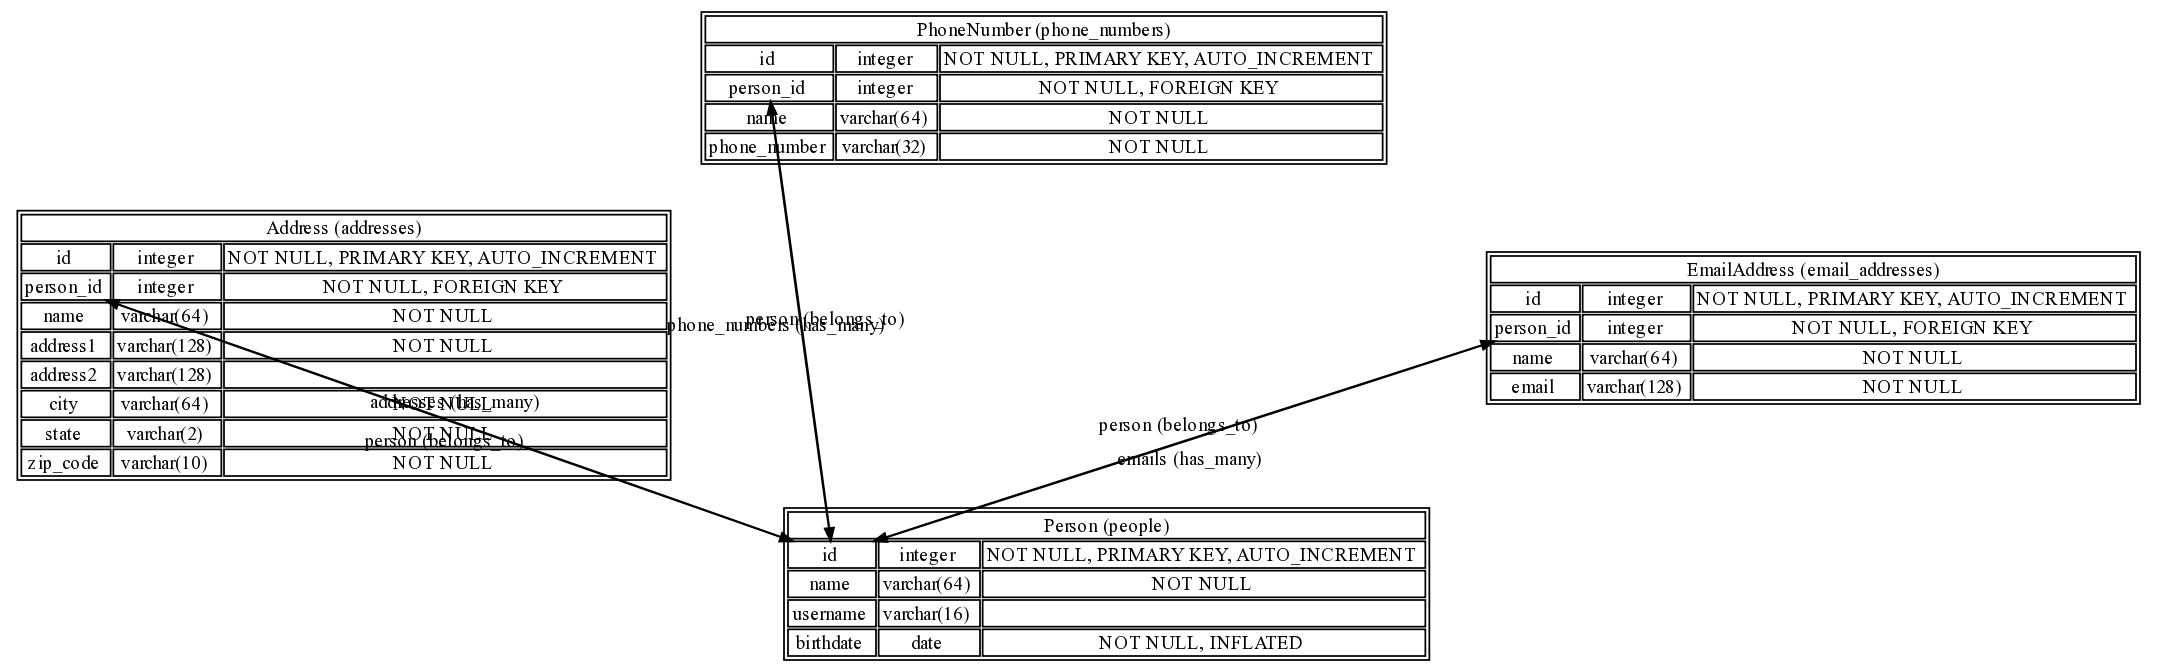 PhoneNumber (phone_numbers)
id integer NOT NULL, PRIMARY KEY, AUTO_INCREMENT
person_id integer NOT NULL, FOREIGN KEY
name varchar(64) NOT NULL
phone_number varchar(32) NOT NULL
Address (addresses)
id integer NOT NULL, PRIMARY KEY, AUTO_INCREMENT
person_id integer NOT NULL, FOREIGN KEY
name varchar(64) NOT NULL
address1 varchar(128) NOT NULL
address2 varchar(128)
city varchar(64) NOT NULL
state varchar(2) NOT NULL
zip_code varchar(10) NOT NULL
addresses (has_many)
person (belongs_to)
person (belongs_to)
phone_numbers (has_many)
EmailAddress (email_addresses)
id integer NOT NULL, PRIMARY KEY, AUTO_INCREMENT
person_id integer NOT NULL, FOREIGN KEY
name varchar(64) NOT NULL
email varchar(128) NOT NULL
person (belongs_to)
emails (has_many)
Person (people)
id integer NOT NULL, PRIMARY KEY, AUTO_INCREMENT
name varchar(64) NOT NULL
username varchar(16)
birthdate date NOT NULL, INFLATED